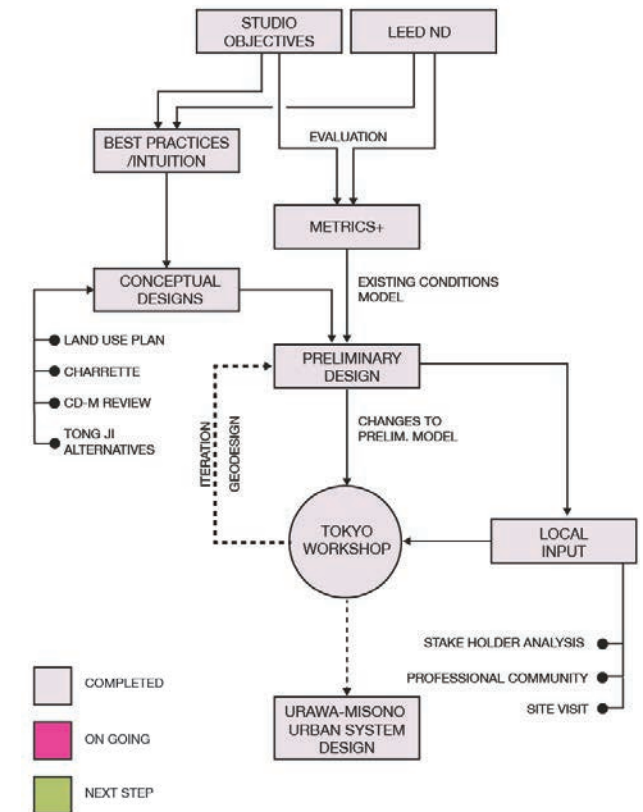 STUDIO
OBJECTIVES
LEED ND
BEST PRACTICES
/INTUITION
EVALUATION
METRICS+
CONCEPTUAL
DESIGNS
EXISTING CONDITIONS
MODEL
LAND USE PLAN
CHARRETTE
CD-M REVIEW
TONG JI
ALTERNATIVES
PRELIMINARY
DESIGN
ITERATION
GEODESIGN
CHANGES TO
PRELIM. MODEL
TOKYO
WORKSHOP
LOCAL
INPUT
STAKE HOLDER ANALYSIS
PROFESSIONAL COMMUNITY
SITE VISIT
URAWA-MISONO
URBAN SYSTEM
DESIGN
COMPLETED
ON GOING
NEXT STEP